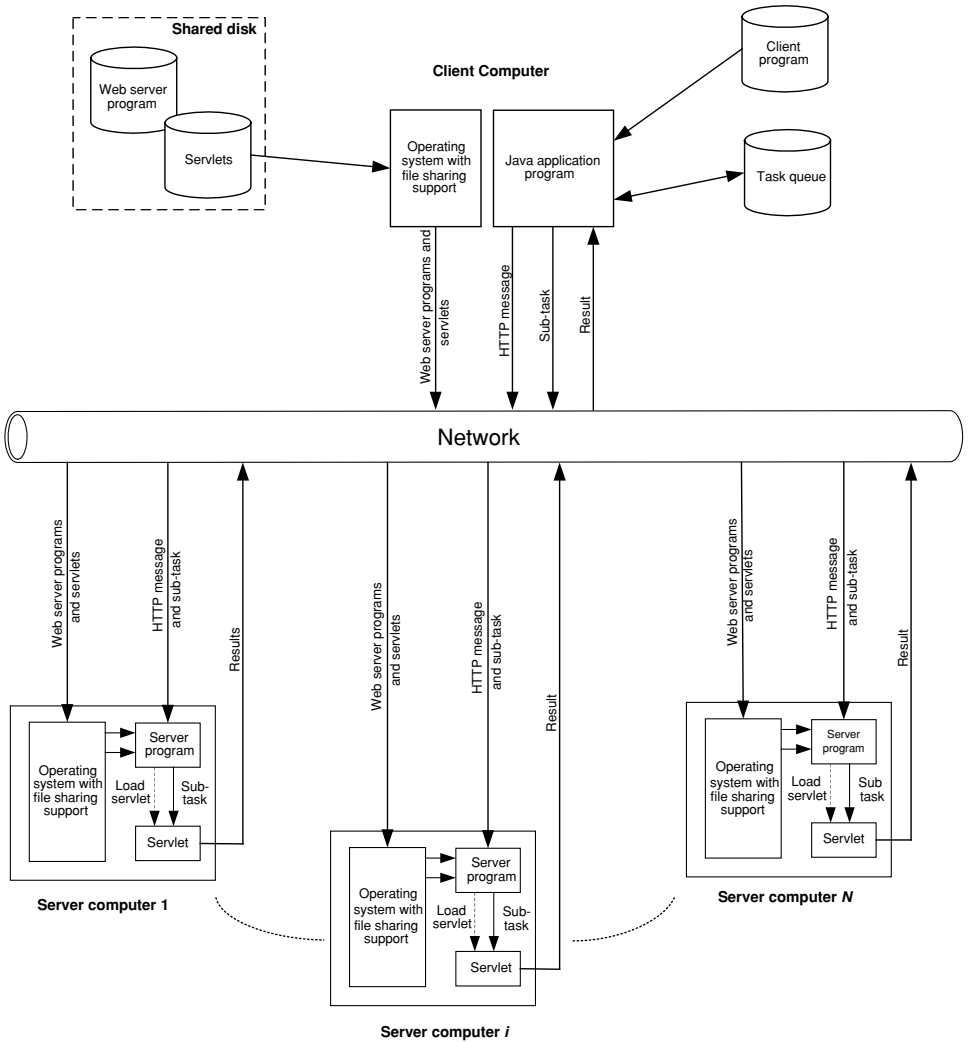 Shared disk
Web server
program
Servlets
Client Computer
Operating
system with
file sharing
support
Java application
program
Client
program
Task queue
Web server programs and
servlets
HTTP message
Sub-task
Result
Network
Web server programs
and servlets
HTTP message
and sub-task
Results
Operating
system with
file sharing
support
Server
program
Load
servlet
Sub-
task
Servlet
Server computer 1
Web server programs
and servlets
HTTP message
and sub-task
Result
Operating
system with
file sharing
support
Server
program
Load
servlet
Sub-
task
Servlet
Server computer i
Web server programs
and servlets
HTTP message
and sub-task
Result
Operating
system with
file sharing
support
Server
program
Load
servlet
Sub
task
Servlet
Server computer N